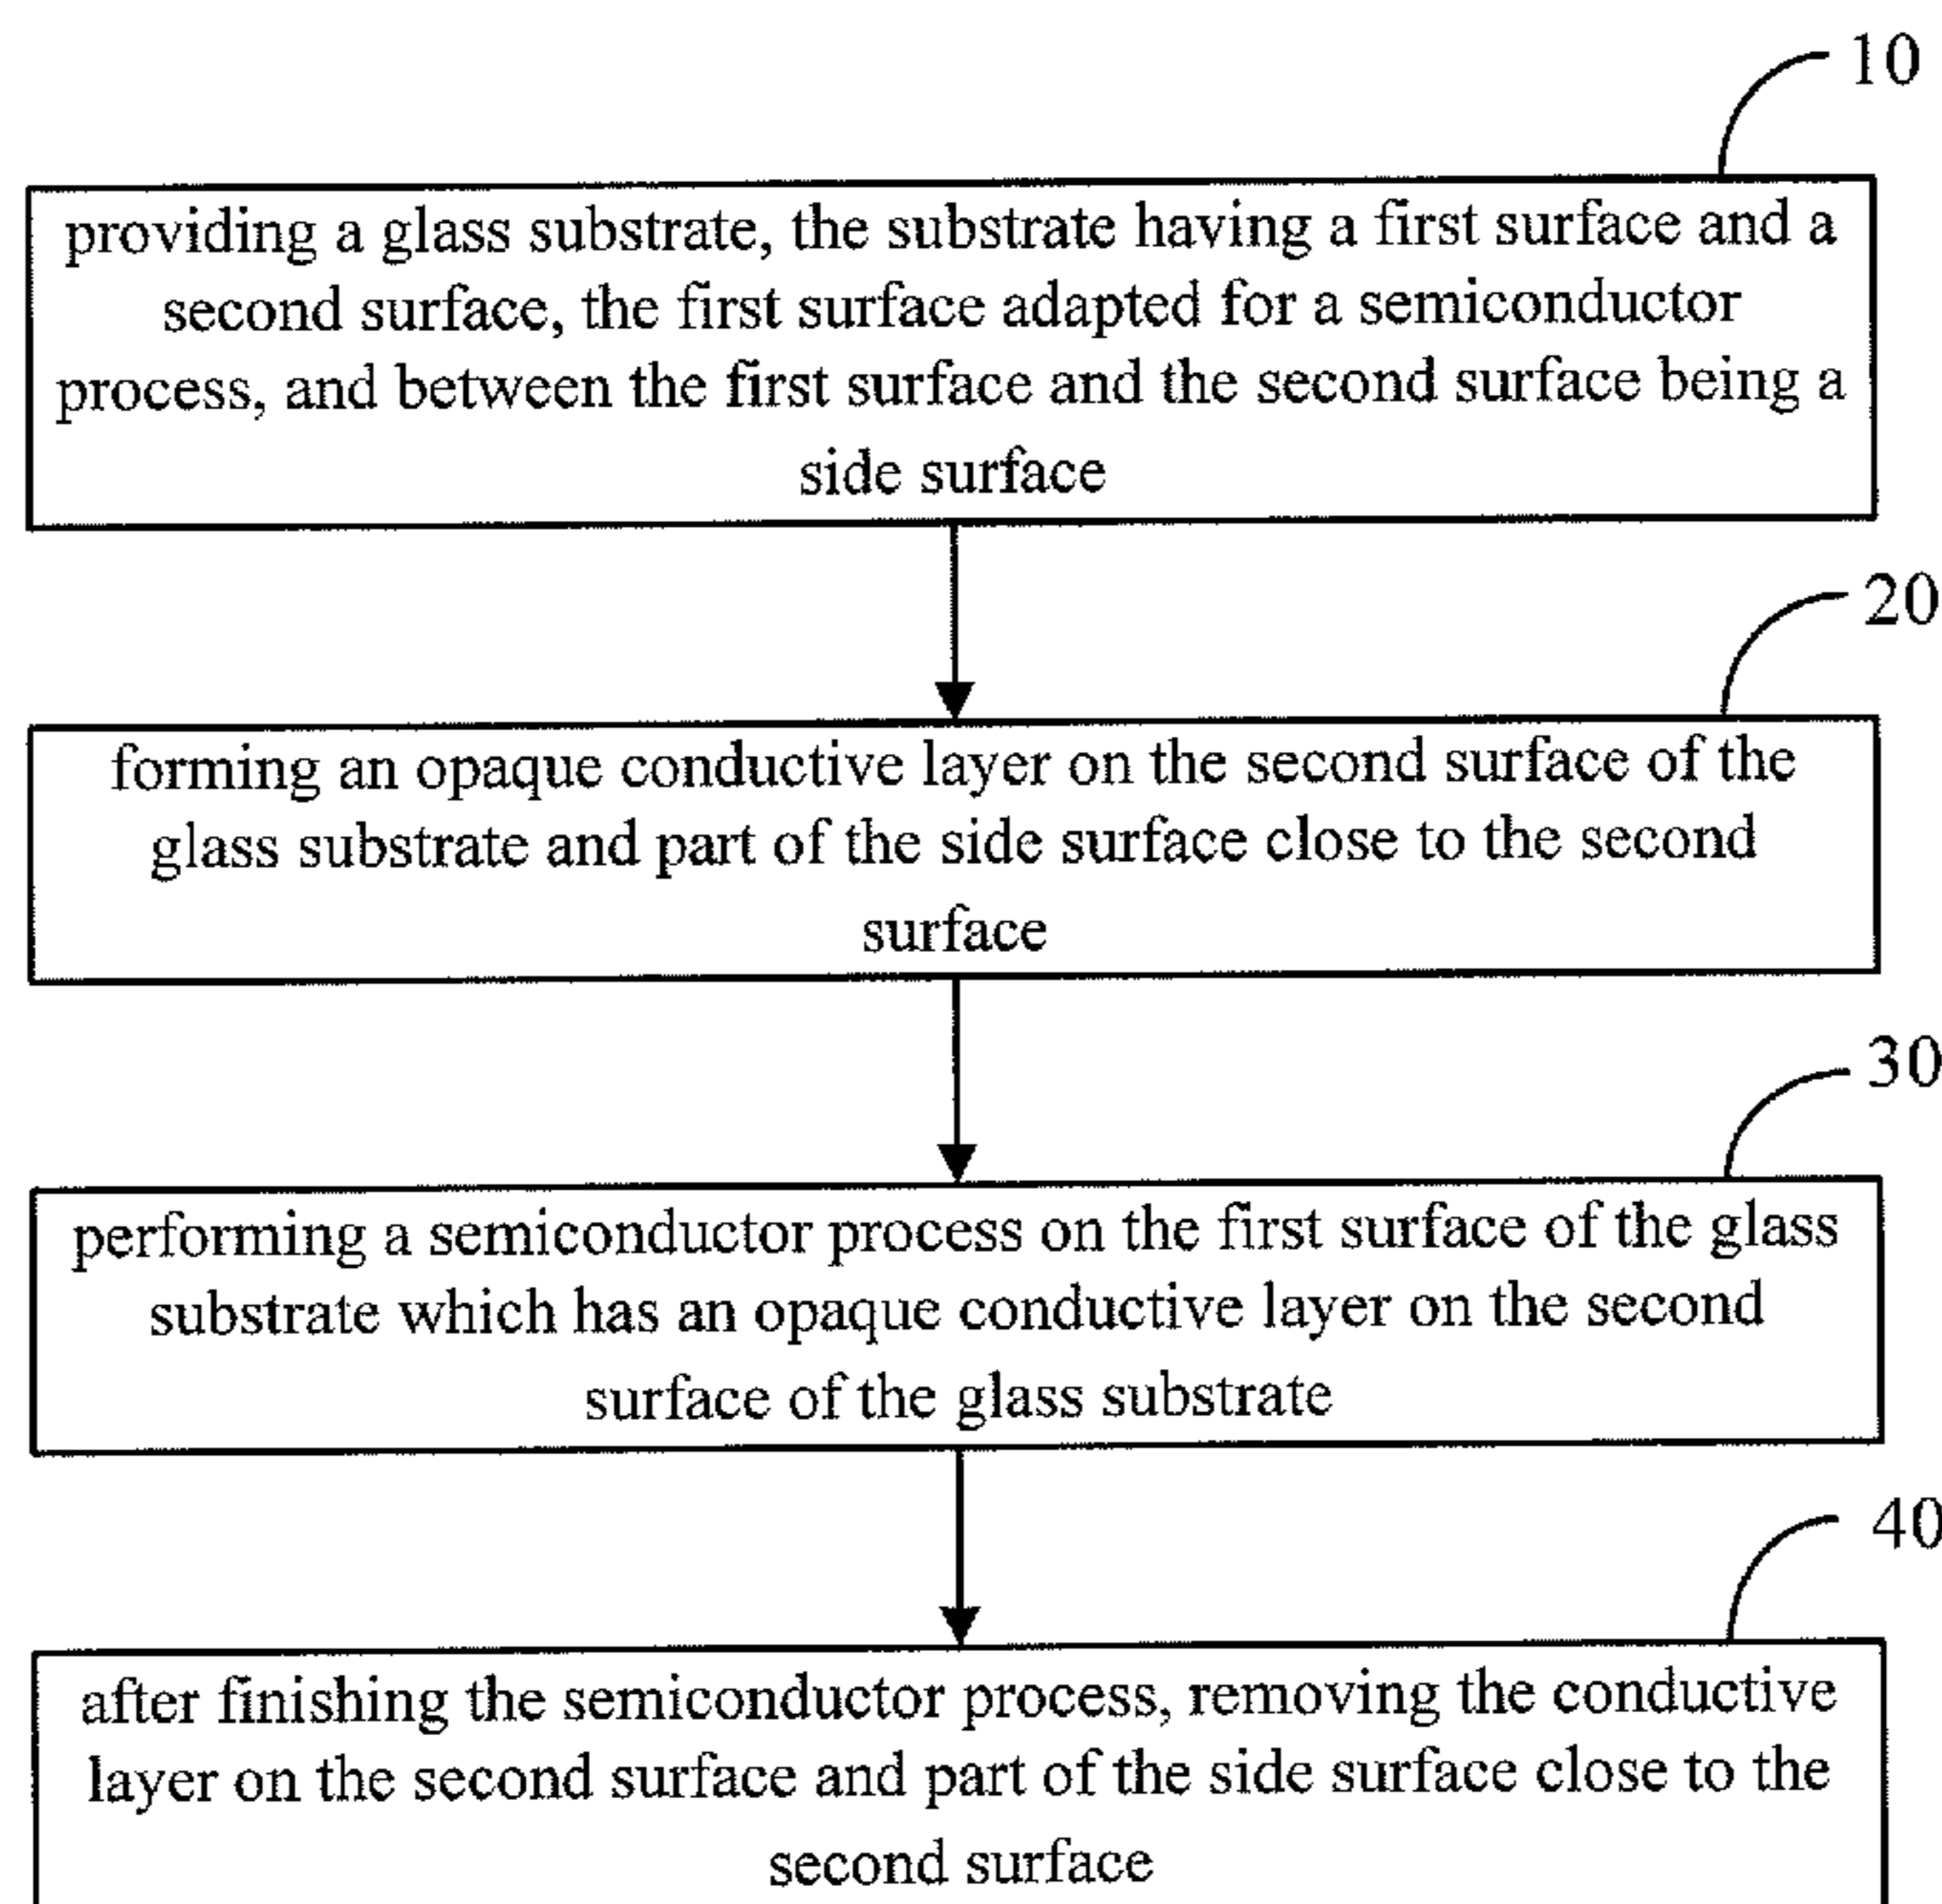 10
providing a glass substrate, the substrate having a first surface and a
second surface, the first surface adapted for a semiconductor
process, and between the first surface and the second surface being a
side surface
20
forming an opaque conductive layer on the second surface of the
glass substrate and part of the side surface close to the second
surface
30
performing a semiconductor process on the first surface of the glass
substrate which has an opaque conductive layer on the second
surface of the glass substrate
40
after finishing the semiconductor process, removing the conductive
layer on the second surface and part of the side surface close to the
second surface